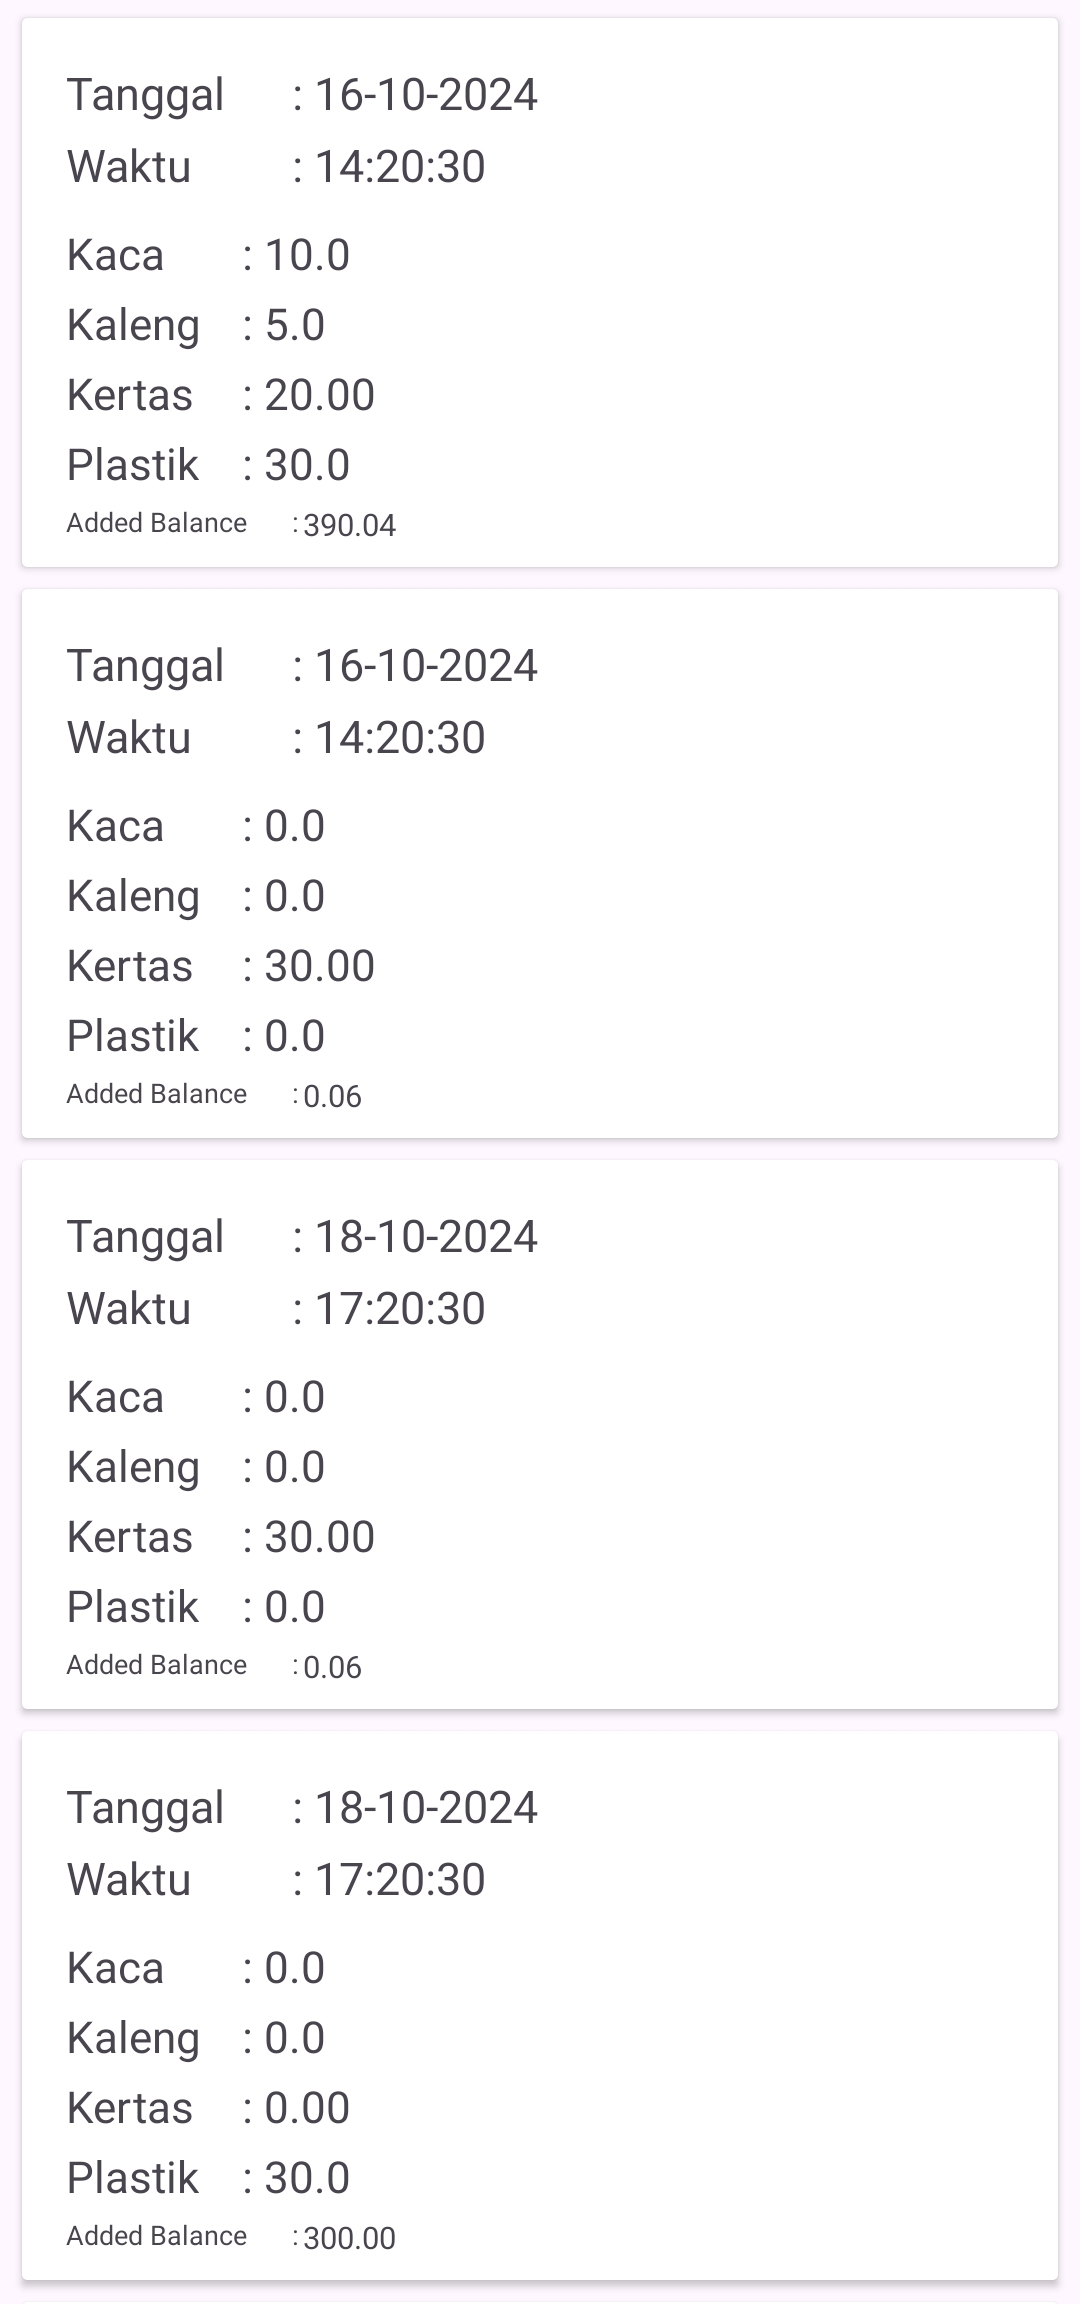 Tanggal : 16-10-2024
Waktu : 14:20:30
Kaca : 10.0
Kaleng : 5.0
Kertas : 20.00
Plastik : 30.0
Added Balance : 390.04
Tanggal : 16-10-2024
Waktu : 14:20:30
Kaca : 0.0
Kaleng : 0.0
Kertas : 30.00
Plastik : 0.0
Added Balance : 0.06
Tanggal : 18-10-2024
Waktu : 17:20:30
Kaca : 0.0
Kaleng : 0.0
Kertas : 30.00
Plastik : 0.0
Added Balance : 0.06
Tanggal : 18-10-2024
Waktu : 17:20:30
Kaca : 0.0
Kaleng : 0.0
Kertas : 0.00
Plastik : 30.0
Added Balance : 300.00